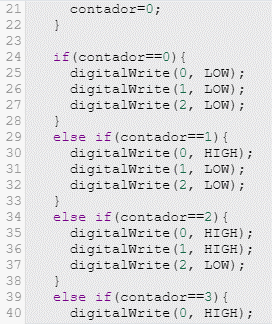 21 contador=0;
22 }
23
24 if(contador==0){
25 digitalWrite(0, LOW);
26 digitalWrite(1, LOW);
27 digitalWrite(2, LOW);
28 }
29 else if(contador==1){
30 digitalWrite(0, HIGH);
31 digitalWrite(1, LOW);
32 digitalWrite(2, LOW);
33 }
34 else if(contador==2){
35 digitalWrite(0, HIGH);
36 digitalWrite(1, HIGH);
37 digitalWrite(2, LOW);
38 }
39 else if(contador==3){
40 digitalWrite(0, HIGH);